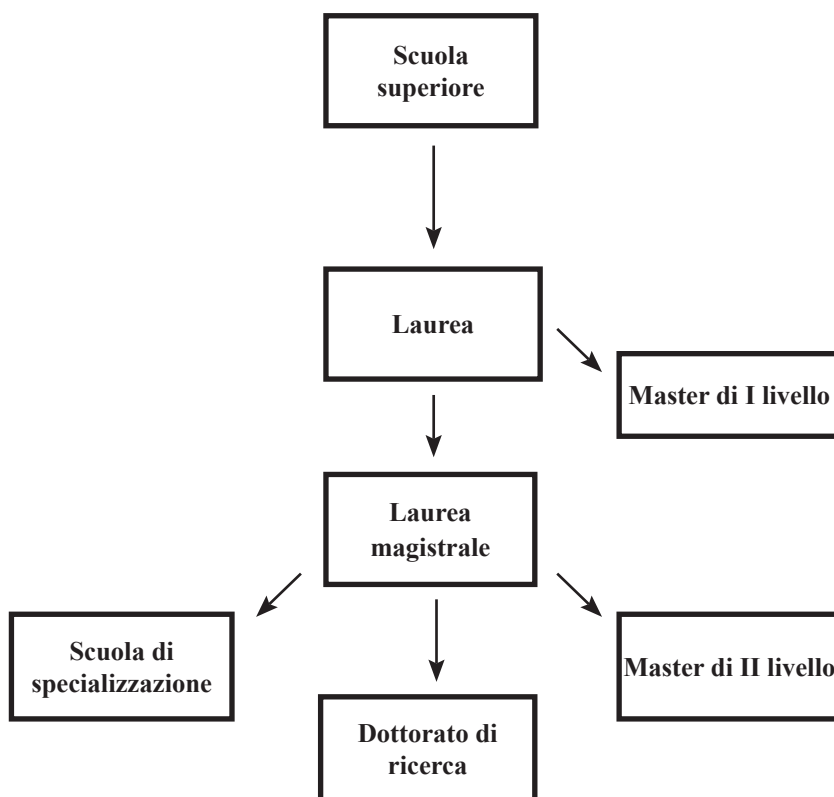 Scuola
superiore
Laurea
Master di I livello
Laurea
magistrale
Scuola di
specializzazione
Master di II livello
Dottorato di
ricerca